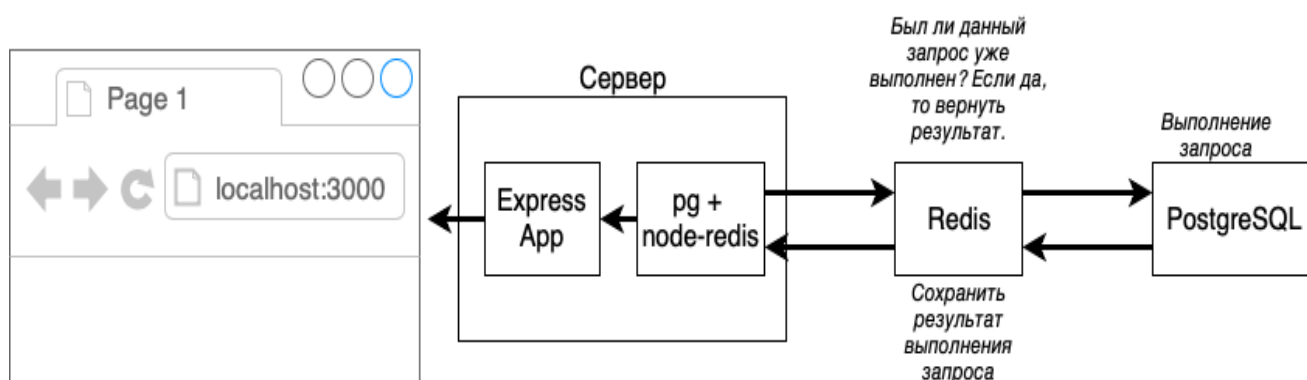 Page 1
localhost:3000
Сервер
Express
App
pg +
node-redis
Был ли данный
запрос уже
выполнен? Если да,
то вернуть
результат.
Redis
Сохранить
результат
выполнения
запроса
Выполнение
запроса
PostgreSQL